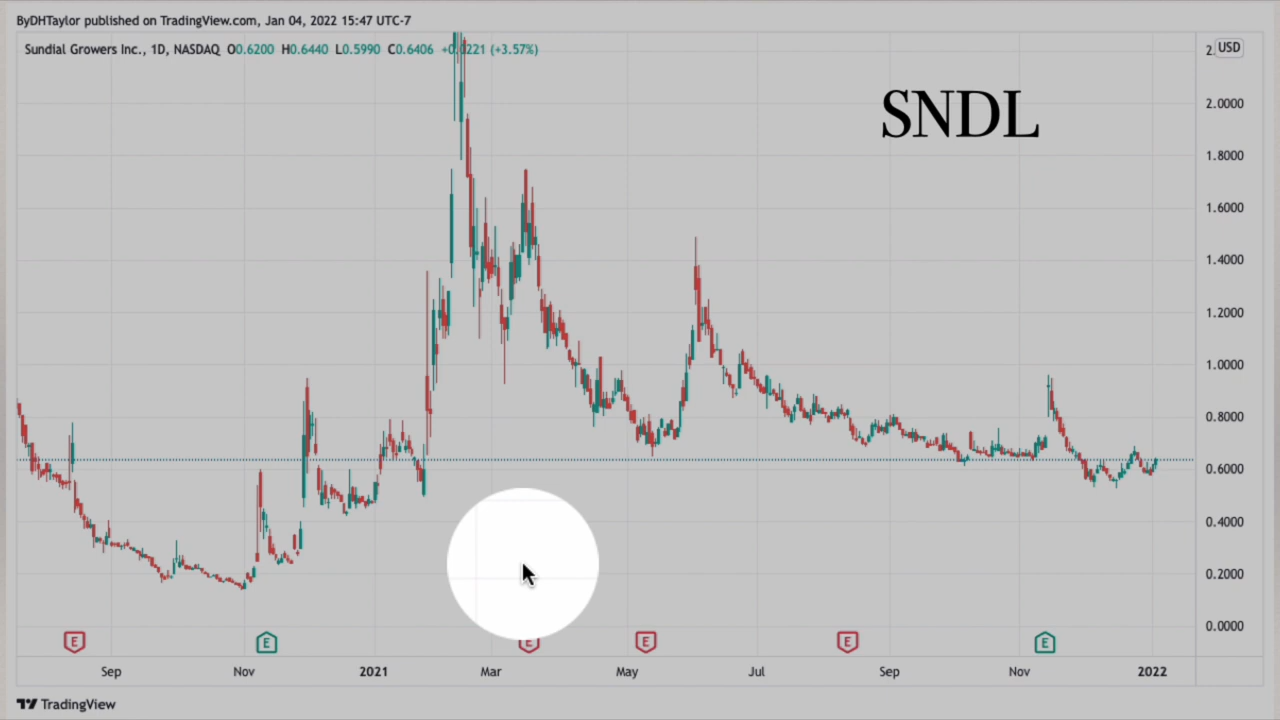 ByDHTaylor published on TradingView.com, Jan 04, 2022 15:47 UTC-7
Sundial Growers Inc., 1D, NASDAQ O0.6200 H0.6440 L0.5990 C0.6406 +0.0221 (+3.57%)
USD
SNDL
2.0000
1.8000
1.6000
1.4000
1.2000
1.0000
0.8000
0.6000
0.4000
0.2000
0.0000
E E E E E E
Sep Nov 2021 Mar May Jul Sep Nov 2022
TradingView